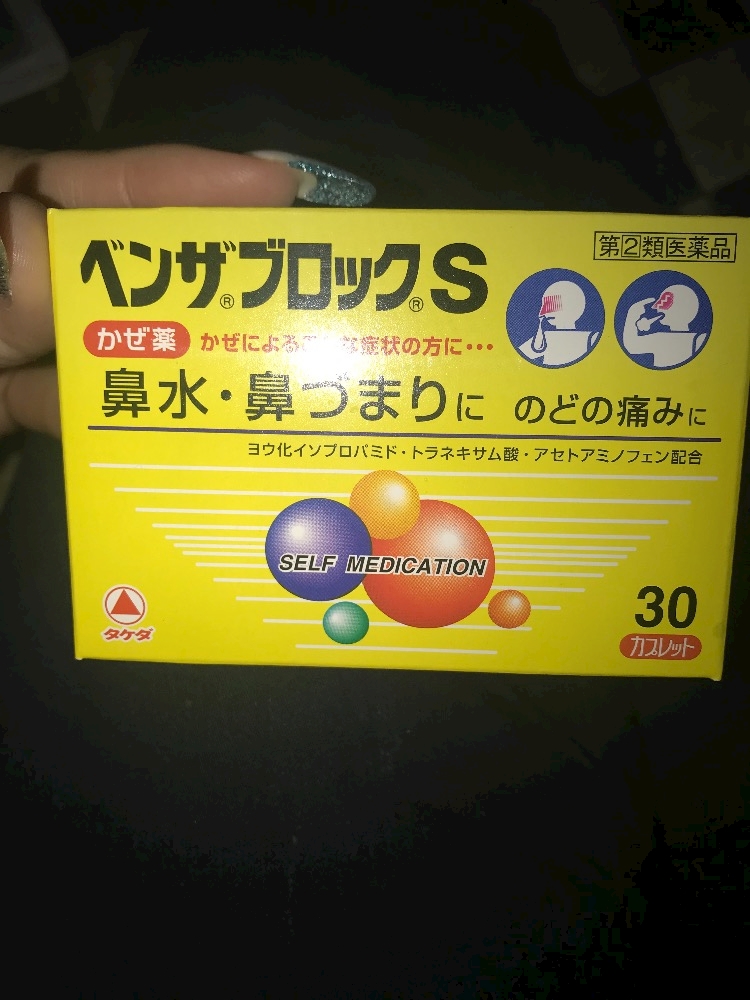 ベンザ®ブロック®S
第②類医薬品
かぜ薬
かぜによる な症状の方に・・・
鼻水・鼻づまりに のどの痛みに
ヨウ化イソプロパミド・トラネキサム酸・アセトアミノフェン配合
SELF MEDICATION
タケダ
30
カプレット